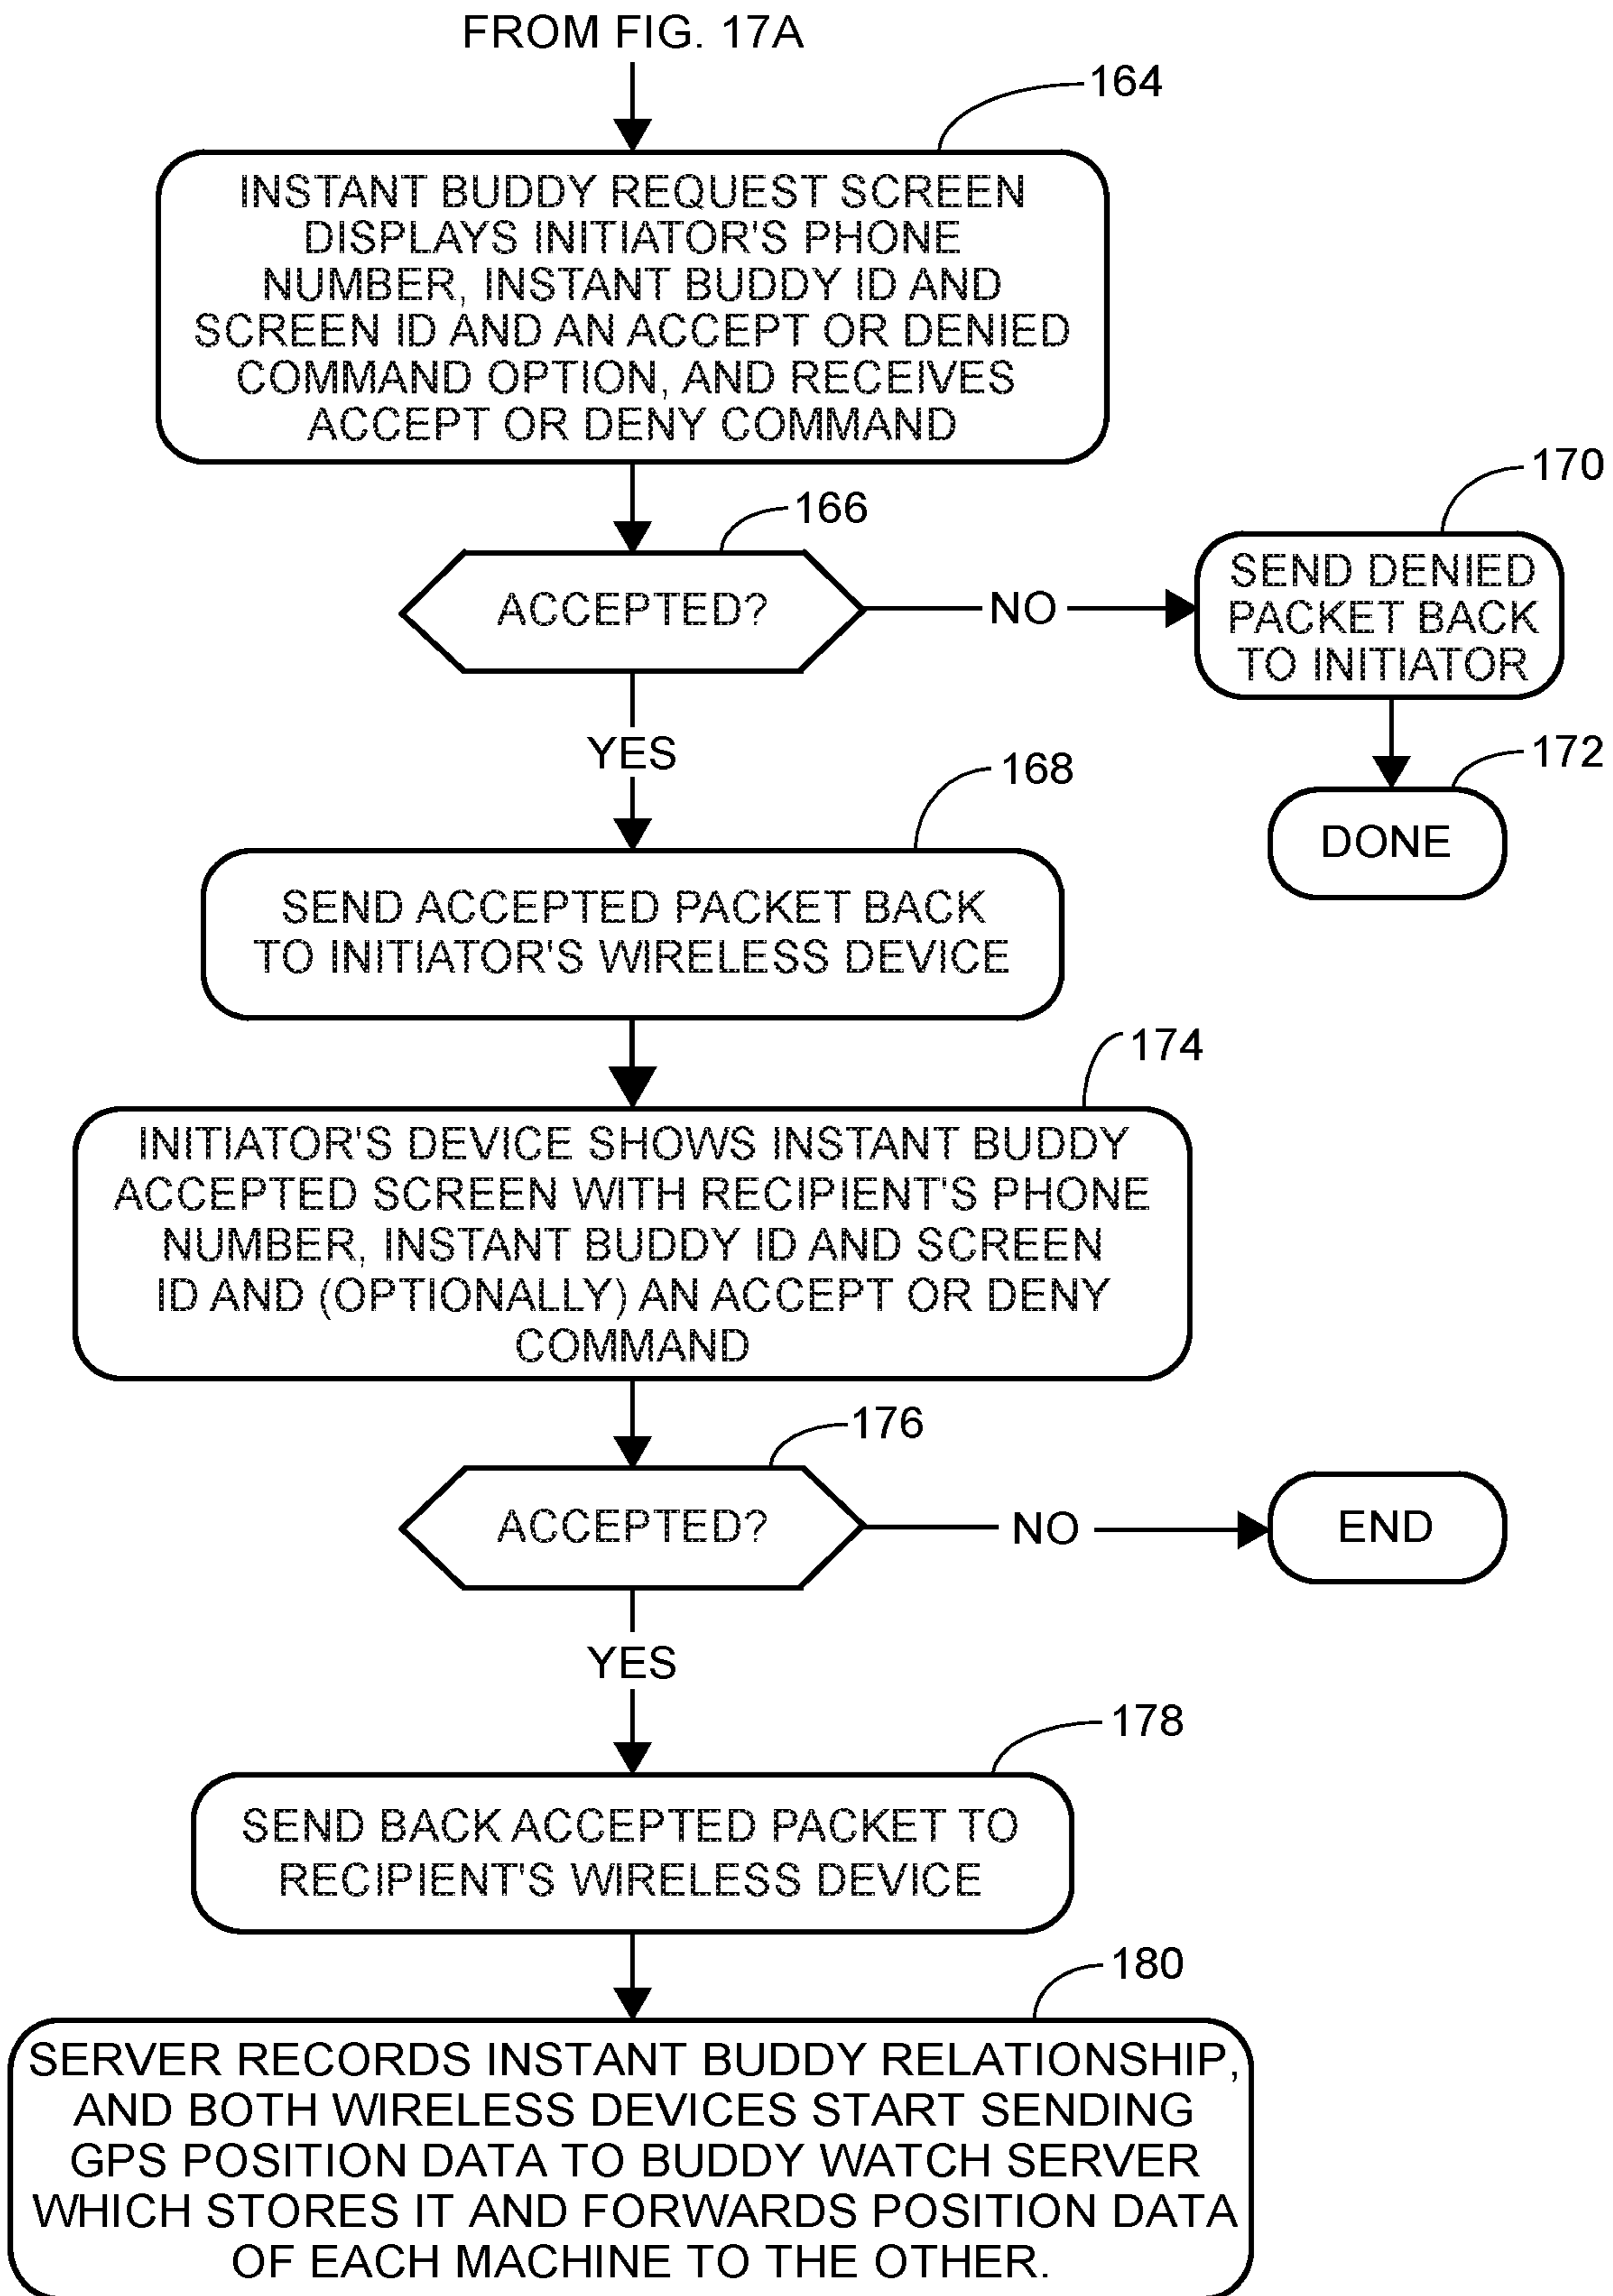 FROM FIG. 17A
164
INSTANT BUDDY REQUEST SCREEN
DISPLAYS INITIATOR'S PHONE
NUMBER, INSTANT BUDDY ID AND
SCREEN ID AND AN ACCEPT OR DENIED
COMMAND OPTION, AND RECEIVES
ACCEPT OR DENY COMMAND
166
ACCEPTED?
NO
170
SEND DENIED
PACKET BACK
TO INITIATOR
172
DONE
YES
168
SEND ACCEPTED PACKET BACK
TO INITIATOR'S WIRELESS DEVICE
174
INITIATOR'S DEVICE SHOWS INSTANT BUDDY
ACCEPTED SCREEN WITH RECIPIENT'S PHONE
NUMBER, INSTANT BUDDY ID AND SCREEN
ID AND (OPTIONALLY) AN ACCEPT OR DENY
COMMAND
176
ACCEPTED?
NO
END
YES
178
SEND BACK ACCEPTED PACKET TO
RECIPIENT'S WIRELESS DEVICE
180
SERVER RECORDS INSTANT BUDDY RELATIONSHIP,
AND BOTH WIRELESS DEVICES START SENDING
GPS POSITION DATA TO BUDDY WATCH SERVER
WHICH STORES IT AND FORWARDS POSITION DATA
OF EACH MACHINE TO THE OTHER.